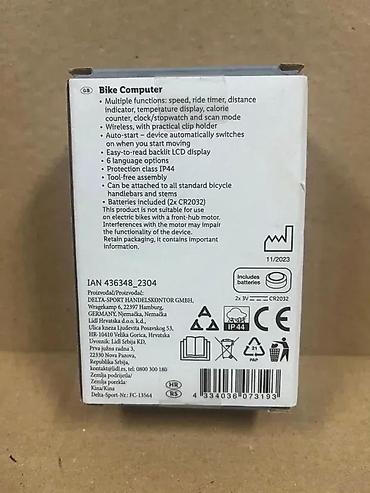 GB Bike Computer
• Multiple functions: speed, ride timer, distance
indicator, temperature display, calorie
counter, clock/stopwatch and scan mode
• Wireless, with practical clip holder
• Auto-start – device automatically switches
on when you start moving
• Easy-to-read backlit LCD display
• 6 language options
• Protection class IP44
• Tool-free assembly
• Can be attached to all standard bicycle
handlebars and stems
• Batteries included (2x CR2032)
This product is not suitable for use
on electric bikes with a front-hub motor.
Interferences with the motor may impair
the functionality of the device.
Retain packaging, it contains important
information.
11/2023
Includes
batteries
2x 3V CR2032
IAN 436348_2304
Proizvođač/Proizvođač:
DELTA-SPORT HANDELSKONTOR GMBH,
Wragekamp 6, 22397 Hamburg,
GERMANY, Njemačka, Nemačka
Lidl Hrvatska d.o.o. k.d.,
Ulica kneza Ljudevita Posavskog 53,
HR-10410 Velika Gorica, Hrvatska
Uvoznik: Lidl Srbija KD,
Prva južna radna 3,
22330 Nova Pazova,
Republika Srbija,
kontakt@lidl.rs, tel: 0800 300 180
Zemlja podrijetla/
Zemlja porekla:
Kina/Kina
Delta-Sport-Nr.: FC-13564
IP44
CE
21
PAP
HR
RS
4 334036 073193